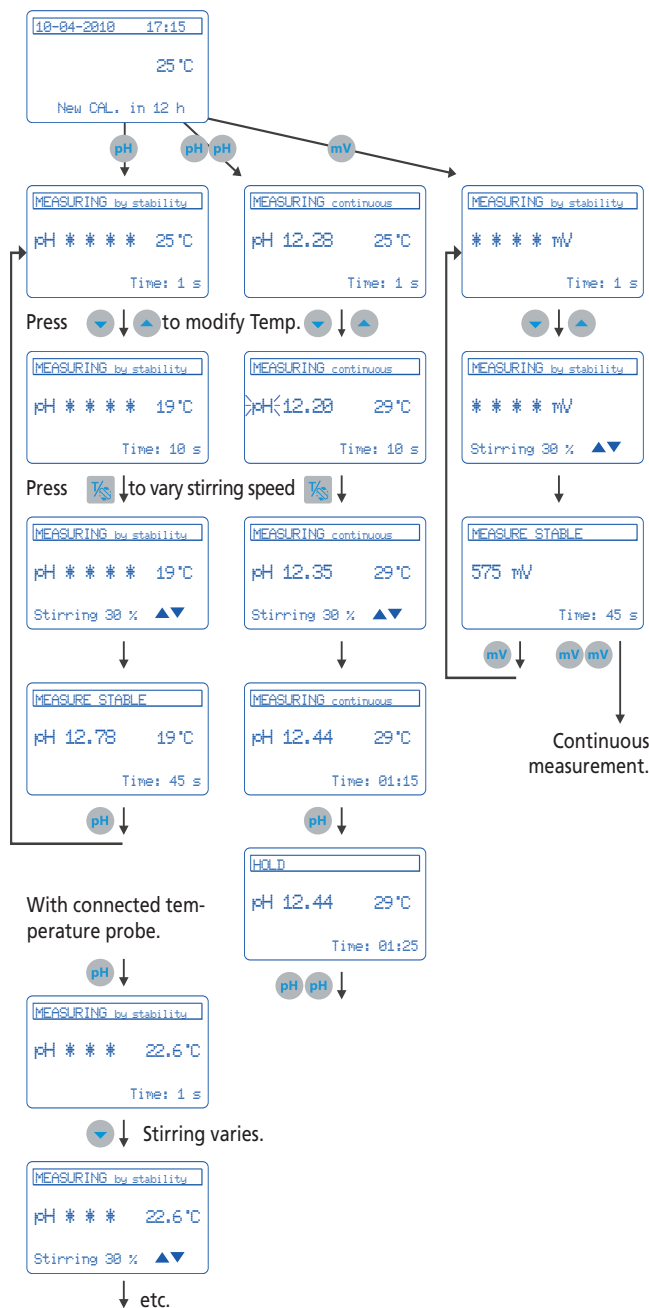 10-04-2010 17:15
25°C
New CAL. in 12 h
pH
pH pH
mV
MEASURING by stability
pH * * * * 25°C
Time: 1 s
MEASURING continuous
pH 12.28 25°C
Time: 1 s
MEASURING by stability
* * * * mV
Time: 1 s
Press to modify Temp.
MEASURING by stability
pH * * * * 19°C
Time: 10 s
MEASURING continuous
pH 12.20 29°C
Time: 10 s
MEASURING by stability
* * * * mV
Stirring 30 % ▲▼
Press T/ to vary stirring speed T/
MEASURING by stability
pH * * * * 19°C
Stirring 30 % ▲▼
MEASURING continuous
pH 12.35 29°C
Stirring 30 % ▲▼
MEASURE STABLE
575 mV
Time: 45 s
mV
mV mV
Continuous
measurement.
MEASURE STABLE
pH 12.78 19°C
Time: 45 s
pH
MEASURING continuous
pH 12.44 29°C
Time: 01:15
pH
HOLD
pH 12.44 29°C
Time: 01:25
pH pH
With connected tem-
perature probe.
pH
MEASURING by stability
pH * * * 22.6°C
Time: 1 s
Stirring varies.
MEASURING by stability
pH * * * 22.6°C
Stirring 30 % ▲▼
etc.